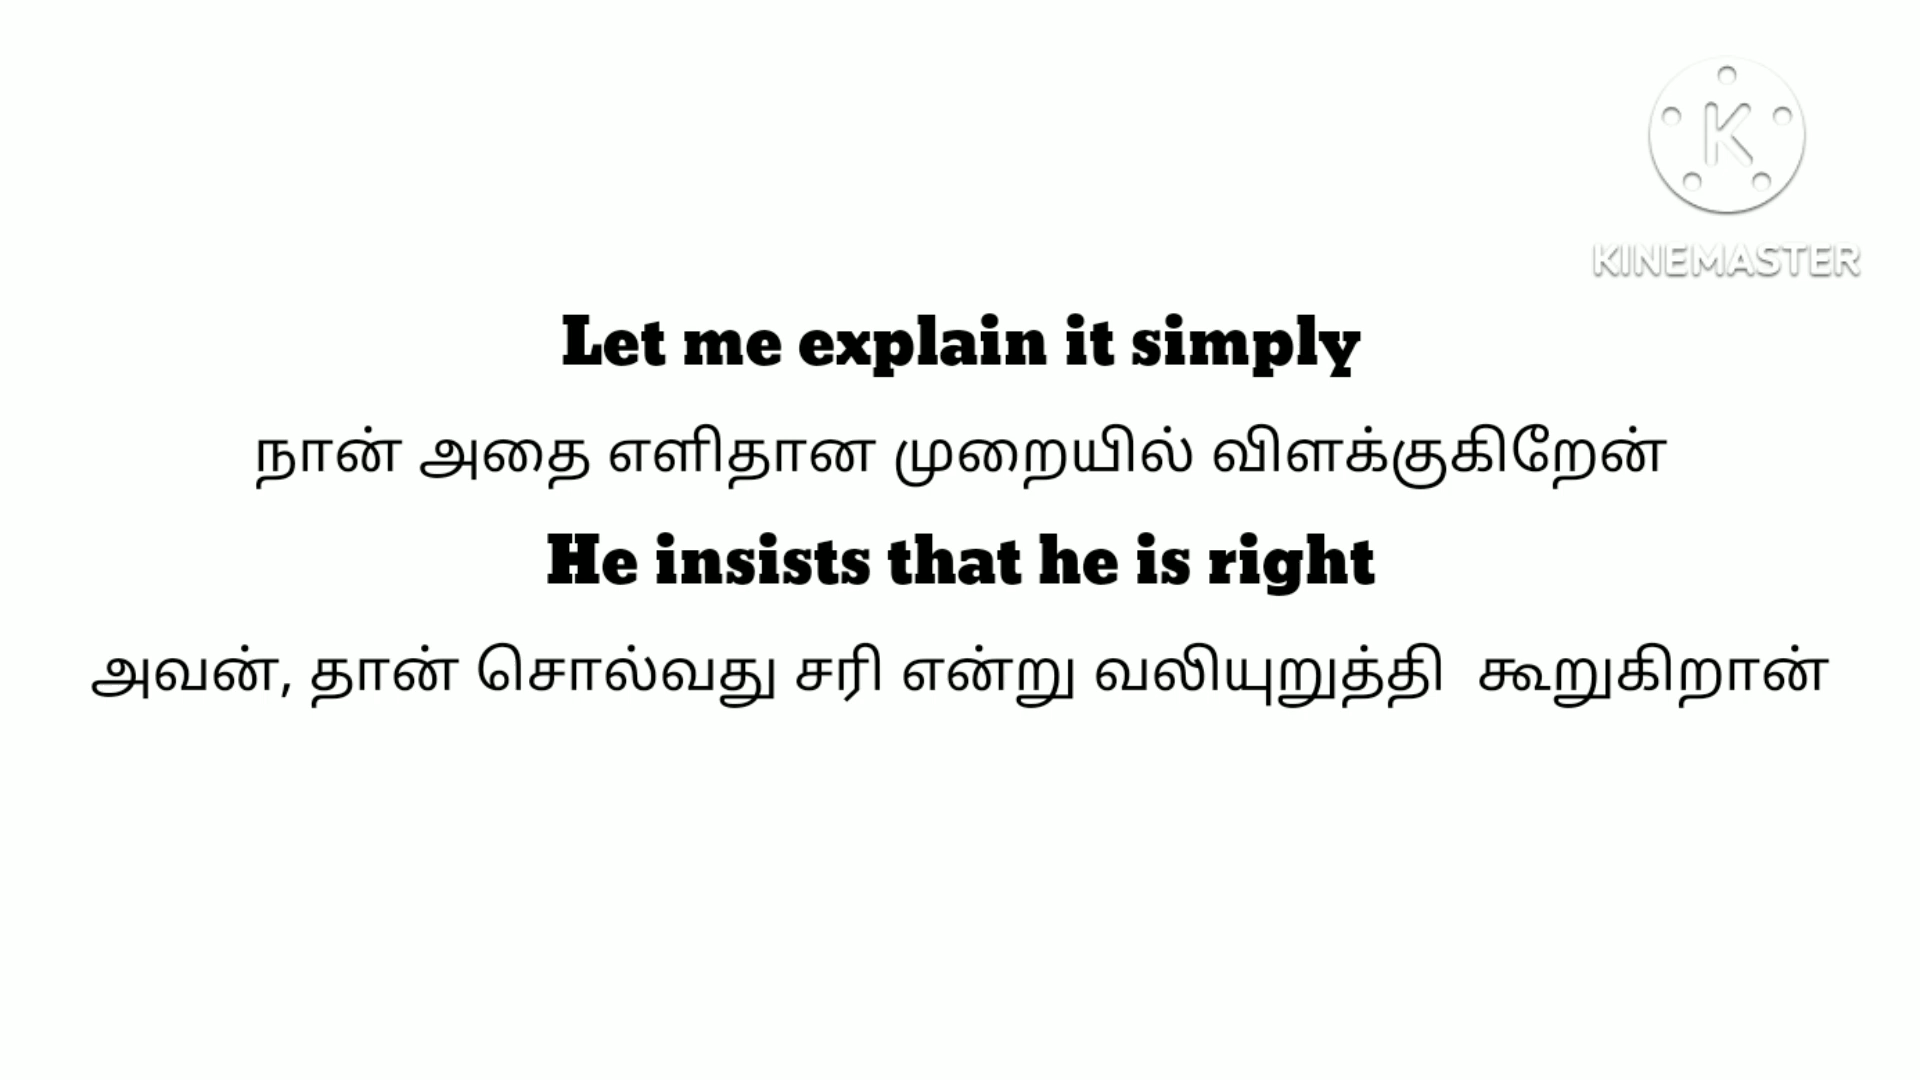 K
KINEMASTER
Let me explain it simply
நான் அதை எளிதான முறையில் விளக்குகிறேன்
He insists that he is right
அவன், தான் சொல்வது சரி என்று வலியுறுத்தி கூறுகிறான்